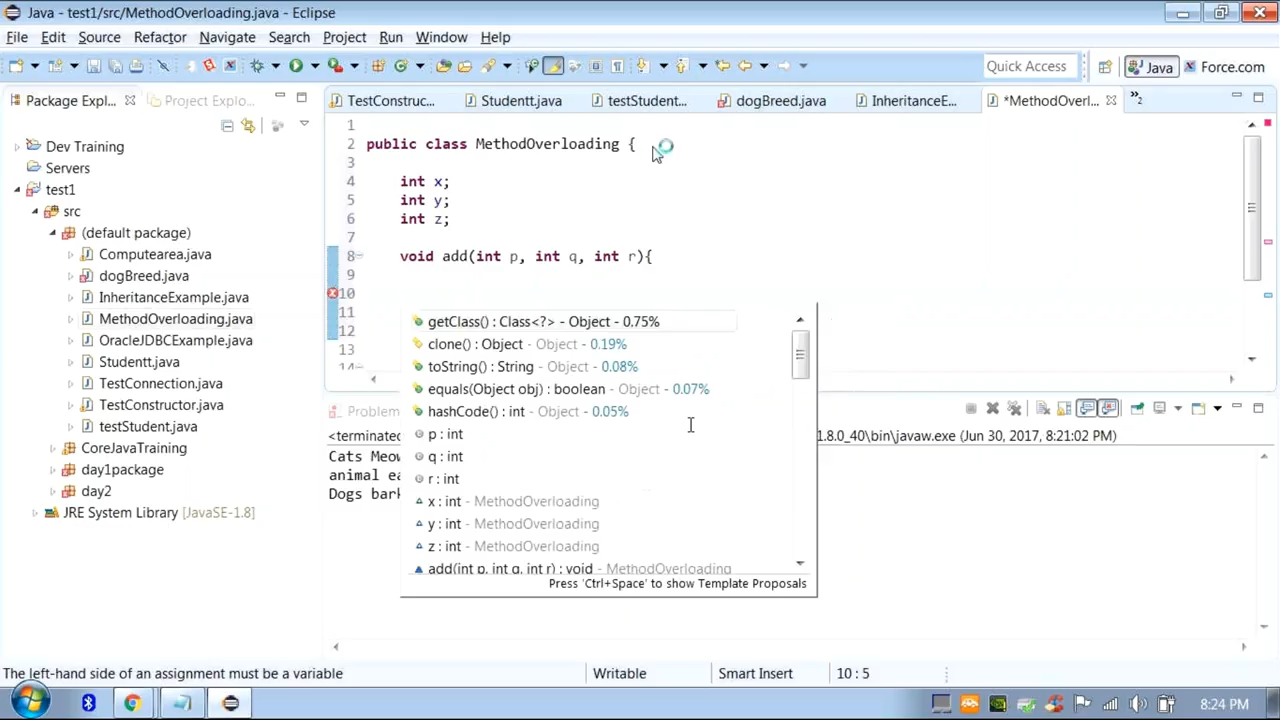 Java - test1/src/MethodOverloading.java - Eclipse
File Edit Source Refactor Navigate Search Project Run Window Help
Quick Access Java Force.com
Package Expl... Project Explo...
TestConstruc... Studentt.java testStudent... dogBreed.java InheritanceE... *MethodOverl... »2
Dev Training
Servers
test1
src
(default package)
Computearea.java
dogBreed.java
InheritanceExample.java
MethodOverloading.java
OracleJDBCExample.java
Studentt.java
TestConnection.java
TestConstructor.java
testStudent.java
CoreJavaTraining
day1package
day2
JRE System Library [JavaSE-1.8]
1
2 public class MethodOverloading {
3
4 int x;
5 int y;
6 int z;
7
8 void add(int p, int q, int r){
9
10
11
12
13
14
getClass() : Class<?> - Object - 0.75%
clone() : Object - Object - 0.19%
toString() : String - Object - 0.08%
equals(Object obj) : boolean - Object - 0.07%
hashCode() : int - Object - 0.05%
p : int
q : int
r : int
x : int - MethodOverloading
y : int - MethodOverloading
z : int - MethodOverloading
add(int p, int q, int r) : void - MethodOverloading
Press 'Ctrl+Space' to show Template Proposals
Problem
<terminated 1.8.0_40\bin\javaw.exe (Jun 30, 2017, 8:21:02 PM)
Cats Meow
animal ea
Dogs bark
The left-hand side of an assignment must be a variable Writable Smart Insert 10 : 5
8:24 PM